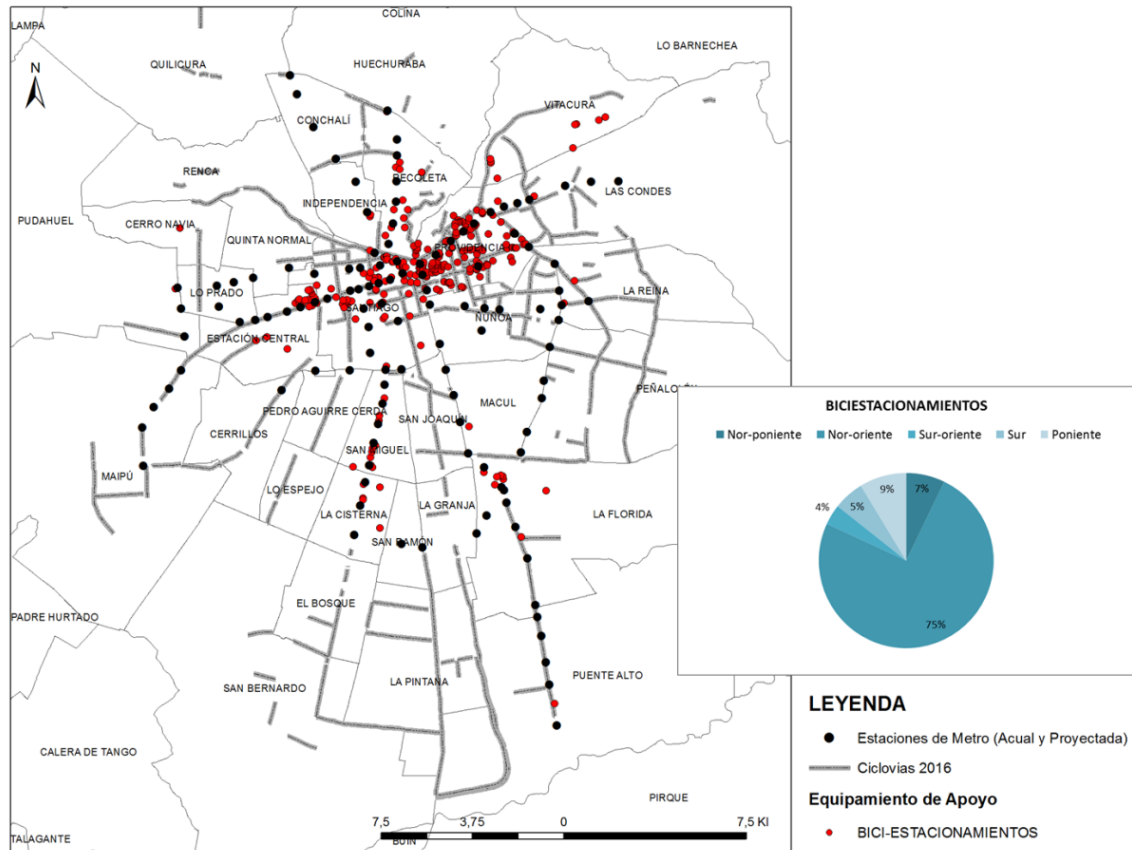 COLINA
LAMPA
LO BARNECHEA
QUILICURA
HUECHURABA
N
VITACURA
CONCHALÍ
RENCA
RECOLETA
LAS CONDES
INDEPENDENCIA
PUDAHUEL
CERRO NAVIA
QUINTA NORMAL
PROVIDENCIA
LO PRADO
LA REINA
SANTIAGO
ÑUÑOA
ESTACIÓN CENTRAL
PEÑALOLÉN
MACUL
PEDRO AGUIRRE CERDA
SAN JOAQUÍN
CERRILLOS
SAN MIGUEL
MAIPÚ
LO ESPEJO
LA GRANJA
LA CISTERNA
LA FLORIDA
SAN RAMÓN
EL BOSQUE
PADRE HURTADO
PUENTE ALTO
LA PINTANA
SAN BERNARDO
CALERA DE TANGO
PIRQUE
TALAGANTE
BUIN
7,5 3,75 0 7,5 KI
BICIESTACIONAMIENTOS
Nor-poniente Nor-oriente Sur-oriente Sur Poniente
9% 7%
4% 5%
75%
LEYENDA
Estaciones de Metro (Acual y Proyectada)
Ciclovias 2016
Equipamiento de Apoyo
BICI-ESTACIONAMIENTOS